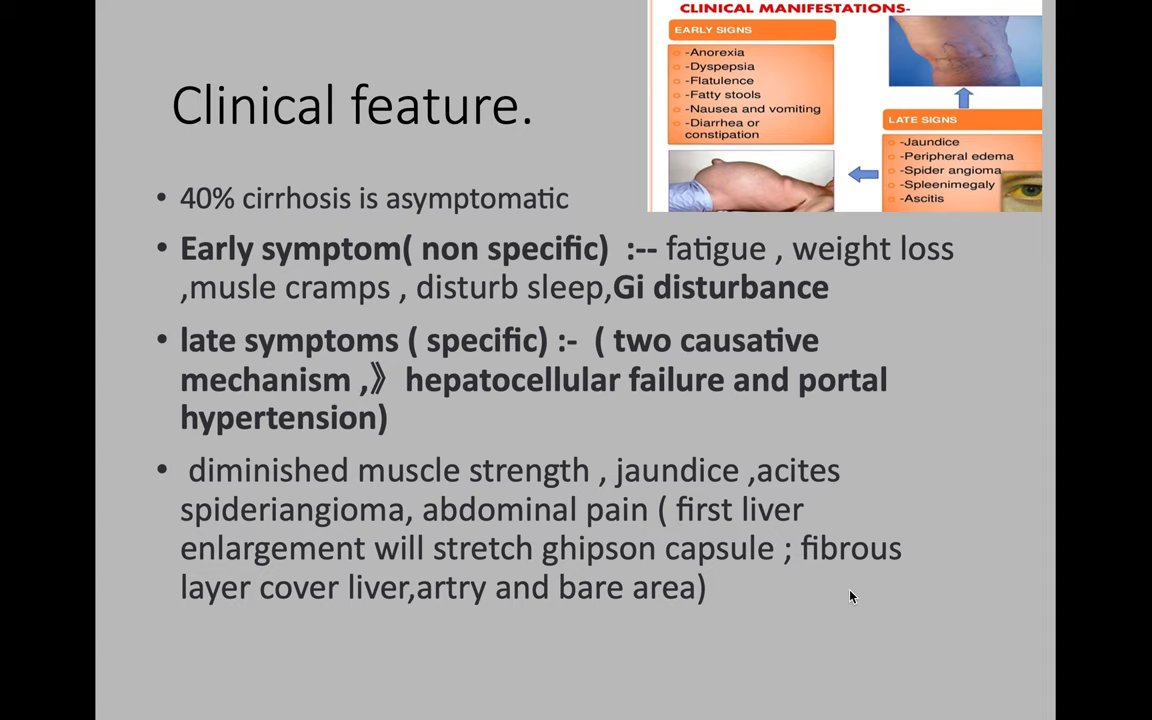 CLINICAL MANIFESTATIONS-
EARLY SIGNS
-Anorexia
-Dyspepsia
-Flatulence
-Fatty stools
-Nausea and vomiting
-Diarrhea or
constipation
LATE SIGNS
-Jaundice
-Peripheral edema
-Spider angioma
-Spleenimegaly
-Ascitis
Clinical feature.
• 40% cirrhosis is asymptomatic
• Early symptom( non specific)  :-- fatigue , weight loss
,musle cramps , disturb sleep,Gi disturbance
• late symptoms ( specific) :-  ( two causative
mechanism ,》 hepatocellular failure and portal
hypertension)
• diminished muscle strength , jaundice ,acites
spideriangioma, abdominal pain ( first liver
enlargement will stretch ghipson capsule ; fibrous
layer cover liver,artry and bare area)